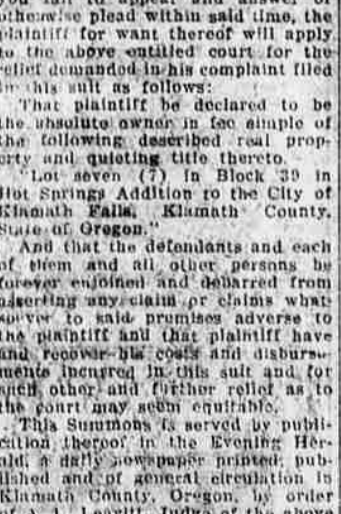 you fail to appear and answer or
otherwise plead within said time, the
plaintiff for want thereof will apply
to the above entitled court for the
relief demanded in his complaint filed
in this suit as follows:
That plaintiff be declared to be
the absolute owner in fee simple of
the following described real prop-
erty and quieting title thereto.
"Lot seven (7) in Block 39 in
Hot Springs Addition to the City of
Klamath Falls, Klamath County,
State of Oregon."
And that the defendants and each
of them and all other persons be
forever enjoined and debarred from
asserting any claim or claims what-
soever to said premises adverse to
the plaintiff and that plaintiff have
and recover his costs and disburse-
ments incurred in this suit and for
such other and further relief as to
the court may seem equitable.
This Summons is served by publi-
cation thereof in the Evening Her-
ald, a daily newspaper printed, pub-
lished and of general circulation in
Klamath County, Oregon, by order
Leavitt, Judge of the above